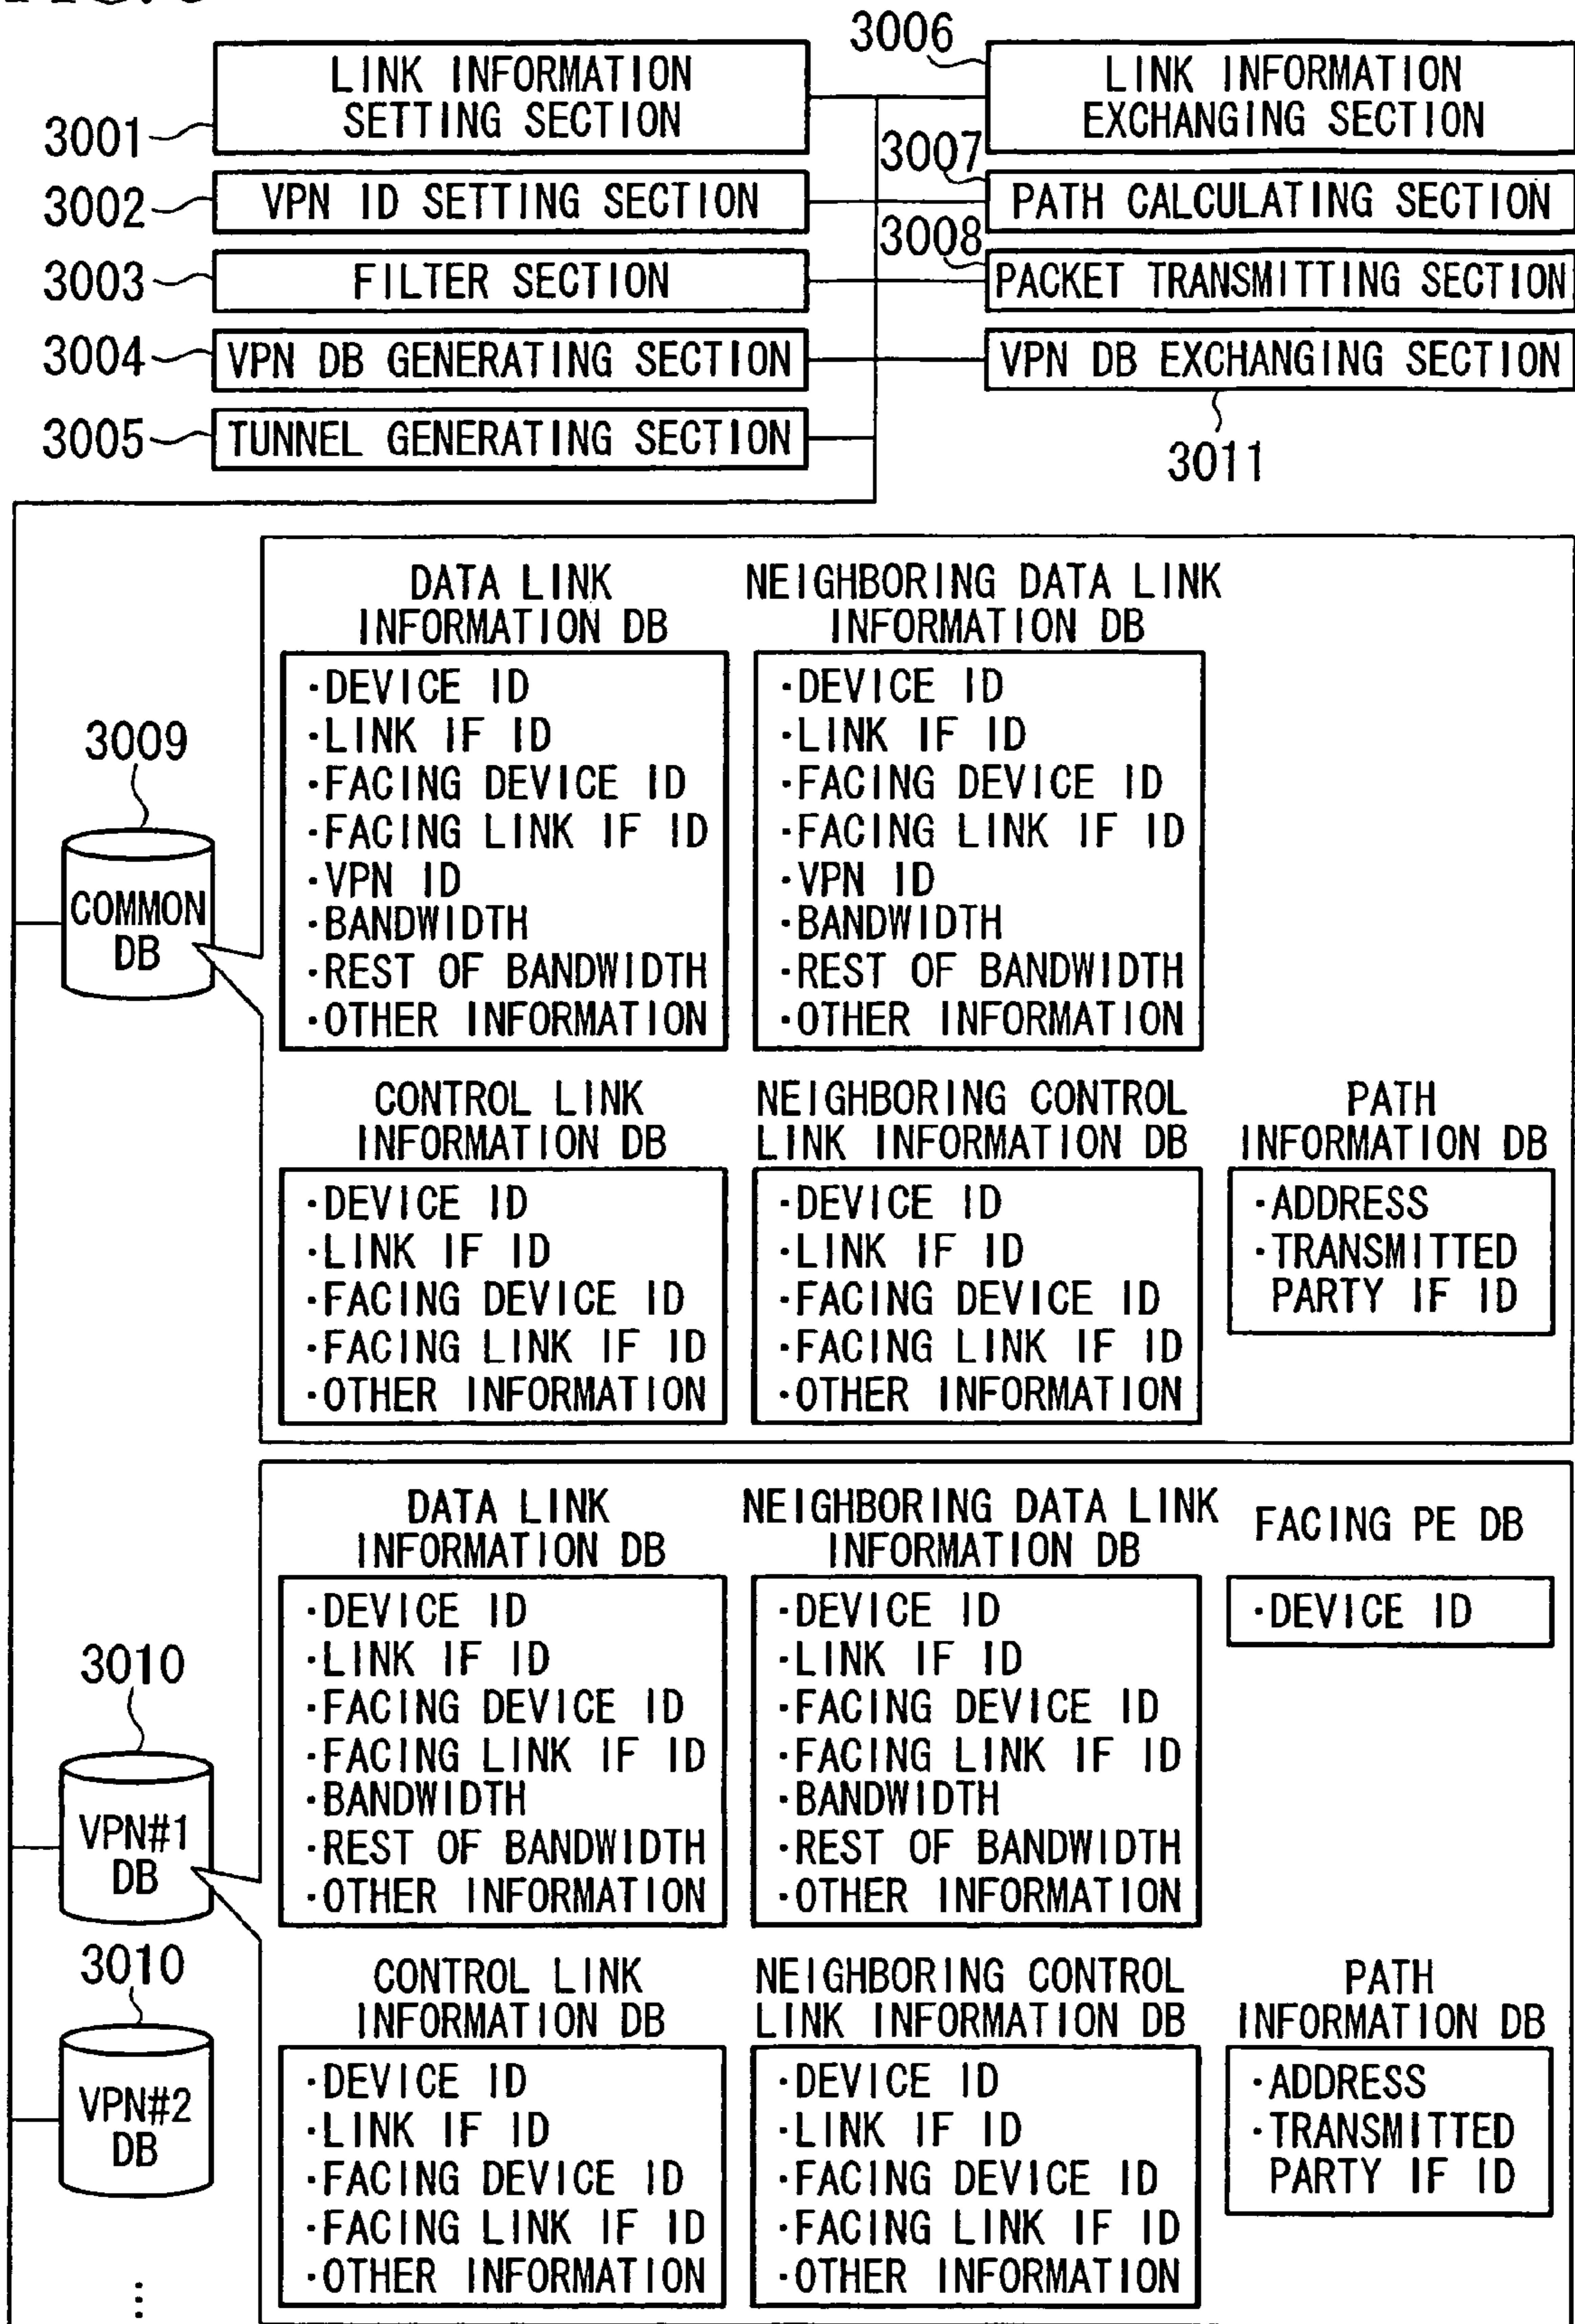 3006
LINK INFORMATION
SETTING SECTION
3001
LINK INFORMATION
EXCHANGING SECTION
3007
3002
VPN ID SETTING SECTION
PATH CALCULATING SECTION
3008
3003
FILTER SECTION
PACKET TRANSMITTING SECTION
3004
VPN DB GENERATING SECTION
VPN DB EXCHANGING SECTION
3005
TUNNEL GENERATING SECTION
3011
3009
COMMON
DB
DATA LINK
INFORMATION DB
·DEVICE ID
·LINK IF ID
·FACING DEVICE ID
·FACING LINK IF ID
·VPN ID
·BANDWIDTH
·REST OF BANDWIDTH
·OTHER INFORMATION
NEIGHBORING DATA LINK
INFORMATION DB
·DEVICE ID
·LINK IF ID
·FACING DEVICE ID
·FACING LINK IF ID
·VPN ID
·BANDWIDTH
·REST OF BANDWIDTH
·OTHER INFORMATION
CONTROL LINK
INFORMATION DB
·DEVICE ID
·LINK IF ID
·FACING DEVICE ID
·FACING LINK IF ID
·OTHER INFORMATION
NEIGHBORING CONTROL
LINK INFORMATION DB
·DEVICE ID
·LINK IF ID
·FACING DEVICE ID
·FACING LINK IF ID
·OTHER INFORMATION
PATH
INFORMATION DB
·ADDRESS
·TRANSMITTED
PARTY IF ID
3010
VPN#1
DB
DATA LINK
INFORMATION DB
·DEVICE ID
·LINK IF ID
·FACING DEVICE ID
·FACING LINK IF ID
·BANDWIDTH
·REST OF BANDWIDTH
·OTHER INFORMATION
NEIGHBORING DATA LINK
INFORMATION DB
·DEVICE ID
·LINK IF ID
·FACING DEVICE ID
·FACING LINK IF ID
·BANDWIDTH
·REST OF BANDWIDTH
·OTHER INFORMATION
FACING PE DB
·DEVICE ID
3010
VPN#2
DB
CONTROL LINK
INFORMATION DB
·DEVICE ID
·LINK IF ID
·FACING DEVICE ID
·FACING LINK IF ID
·OTHER INFORMATION
NEIGHBORING CONTROL
LINK INFORMATION DB
·DEVICE ID
·LINK IF ID
·FACING DEVICE ID
·FACING LINK IF ID
·OTHER INFORMATION
PATH
INFORMATION DB
·ADDRESS
·TRANSMITTED
PARTY IF ID